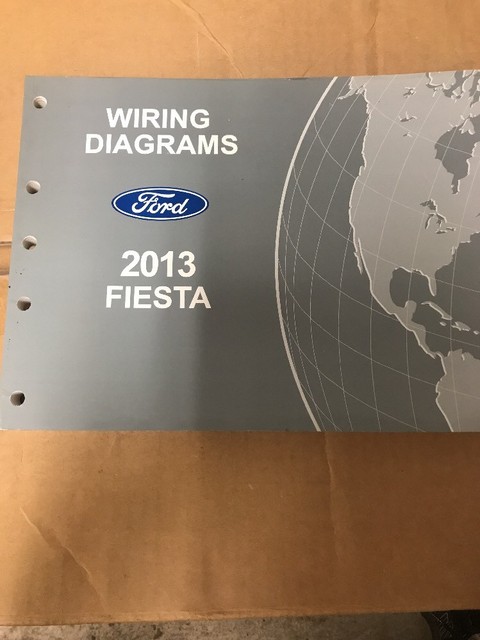 WIRING
DIAGRAMS
Ford
2013
FIESTA